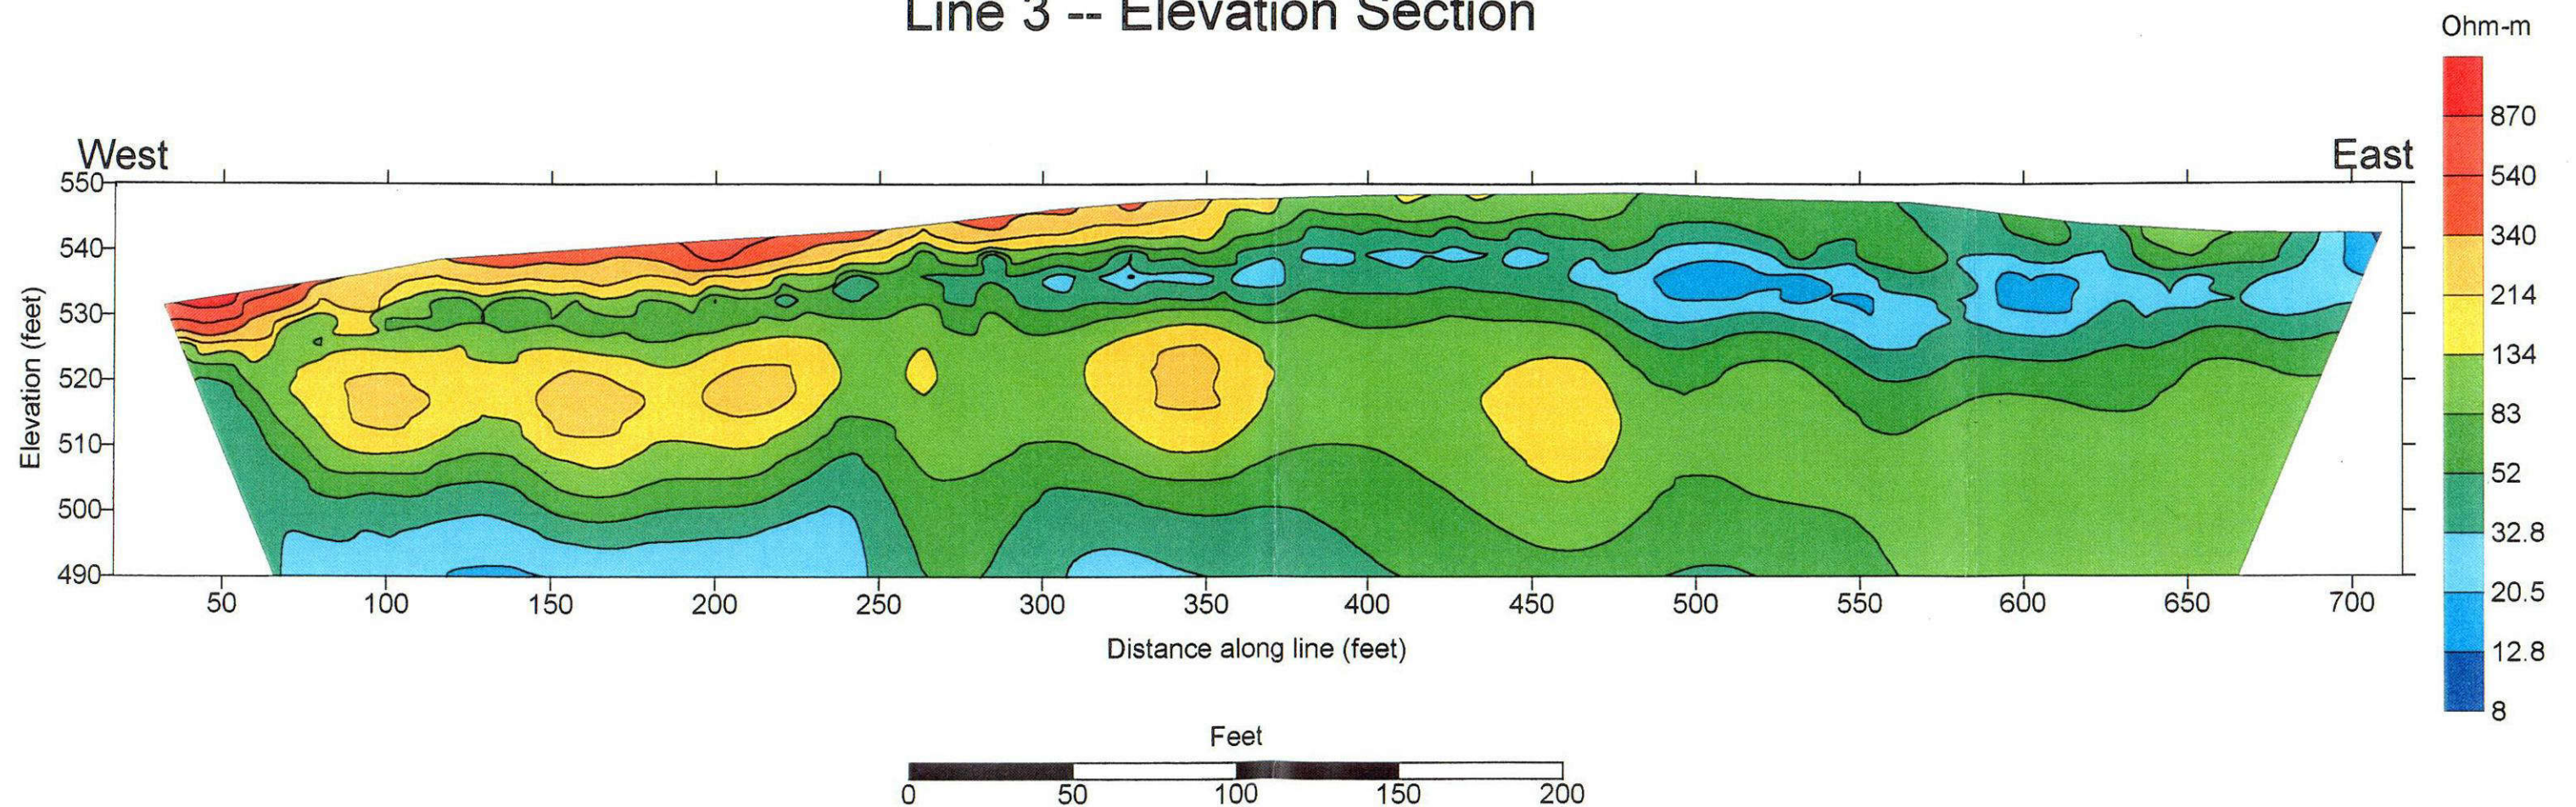 Line 3 -- Elevation Section
Ohm-m
West
East
870
540
340
214
134
83
52
32.8
20.5
12.8
8
Elevation (feet)
550
540
530
520
510
500
490
50 100 150 200 250 300 350 400 450 500 550 600 650 700
Distance along line (feet)
Feet
0 50 100 150 200